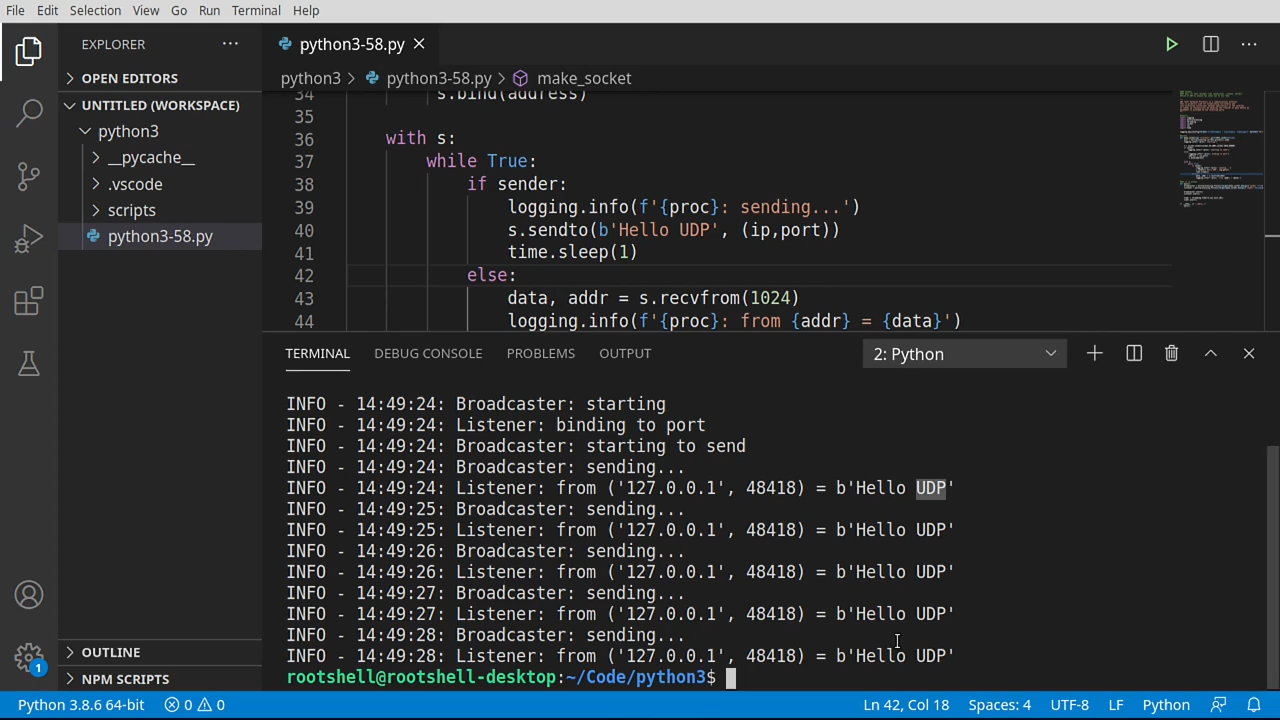 File Edit Selection View Go Run Terminal Help
EXPLORER
OPEN EDITORS
UNTITLED (WORKSPACE)
python3
__pycache__
.vscode
scripts
python3-58.py
OUTLINE
NPM SCRIPTS
python3-58.py
python3 > python3-58.py > make_socket
34 s.bind(address)
35
36 with s:
37 while True:
38 if sender:
39 logging.info(f'{proc}: sending...')
40 s.sendto(b'Hello UDP', (ip,port))
41 time.sleep(1)
42 else:
43 data, addr = s.recvfrom(1024)
44 logging.info(f'{proc}: from {addr} = {data}')
TERMINAL DEBUG CONSOLE PROBLEMS OUTPUT 2: Python
INFO - 14:49:24: Broadcaster: starting
INFO - 14:49:24: Listener: binding to port
INFO - 14:49:24: Broadcaster: starting to send
INFO - 14:49:24: Broadcaster: sending...
INFO - 14:49:24: Listener: from ('127.0.0.1', 48418) = b'Hello UDP'
INFO - 14:49:25: Broadcaster: sending...
INFO - 14:49:25: Listener: from ('127.0.0.1', 48418) = b'Hello UDP'
INFO - 14:49:26: Broadcaster: sending...
INFO - 14:49:26: Listener: from ('127.0.0.1', 48418) = b'Hello UDP'
INFO - 14:49:27: Broadcaster: sending...
INFO - 14:49:27: Listener: from ('127.0.0.1', 48418) = b'Hello UDP'
INFO - 14:49:28: Broadcaster: sending...
INFO - 14:49:28: Listener: from ('127.0.0.1', 48418) = b'Hello UDP'
rootshell@rootshell-desktop:~/Code/python3$
1
Python 3.8.6 64-bit 0 0 Ln 42, Col 18 Spaces: 4 UTF-8 LF Python